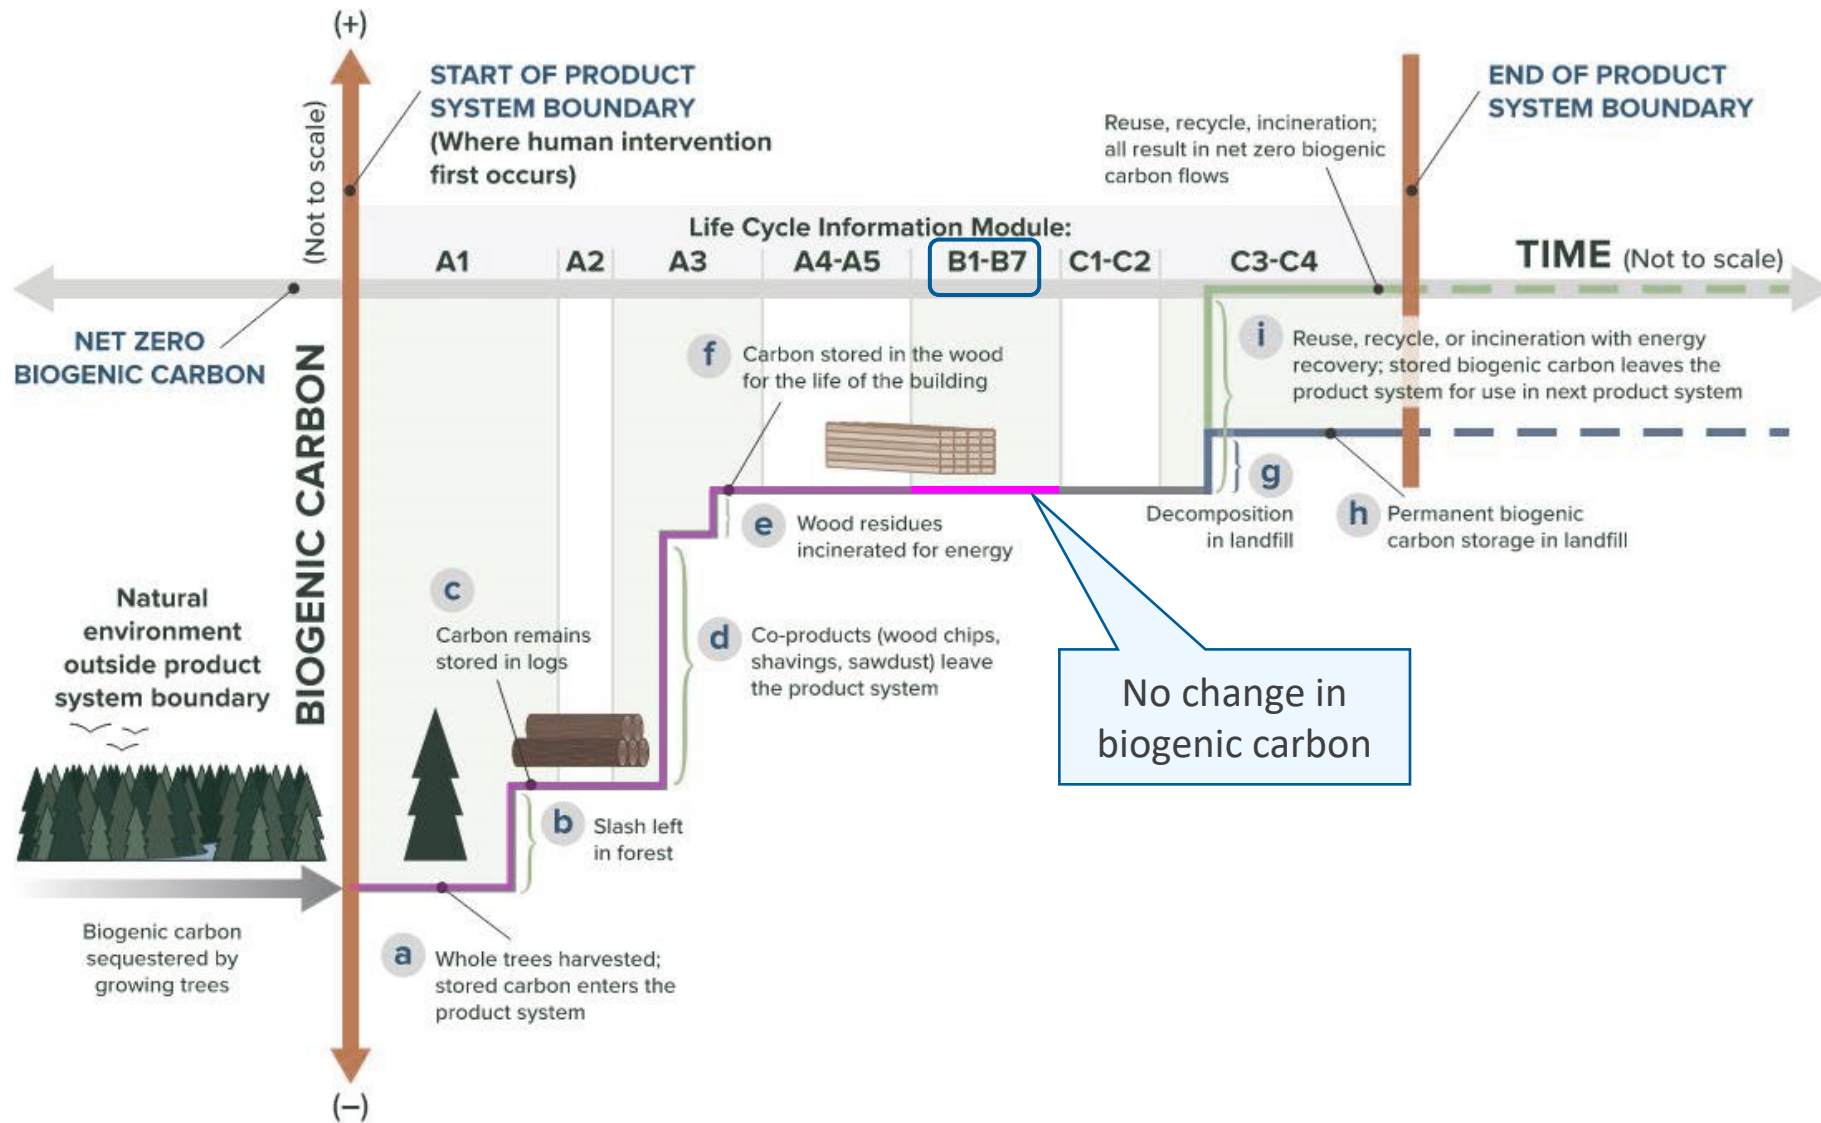 (+)
START OF PRODUCT
SYSTEM BOUNDARY
(Where human intervention
first occurs)
(Not to scale)
Reuse, recycle, incineration;
all result in net zero biogenic
carbon flows
END OF PRODUCT
SYSTEM BOUNDARY
Life Cycle Information Module:
A1
A2
A3
A4-A5
B1-B7
C1-C2
C3-C4
TIME (Not to scale)
NET ZERO
BIOGENIC CARBON
BIOGENIC CARBON
f
Carbon stored in the wood
for the life of the building
i
Reuse, recycle, or incineration with energy
recovery; stored biogenic carbon leaves the
product system for use in next product system
g
Decomposition
in landfill
h
Permanent biogenic
carbon storage in landfill
e
Wood residues
incinerated for energy
c
Carbon remains
stored in logs
d
Co-products (wood chips,
shavings, sawdust) leave
the product system
Natural
environment
outside product
system boundary
No change in
biogenic carbon
b
Slash left
in forest
Biogenic carbon
sequestered by
growing trees
a
Whole trees harvested;
stored carbon enters the
product system
(−)